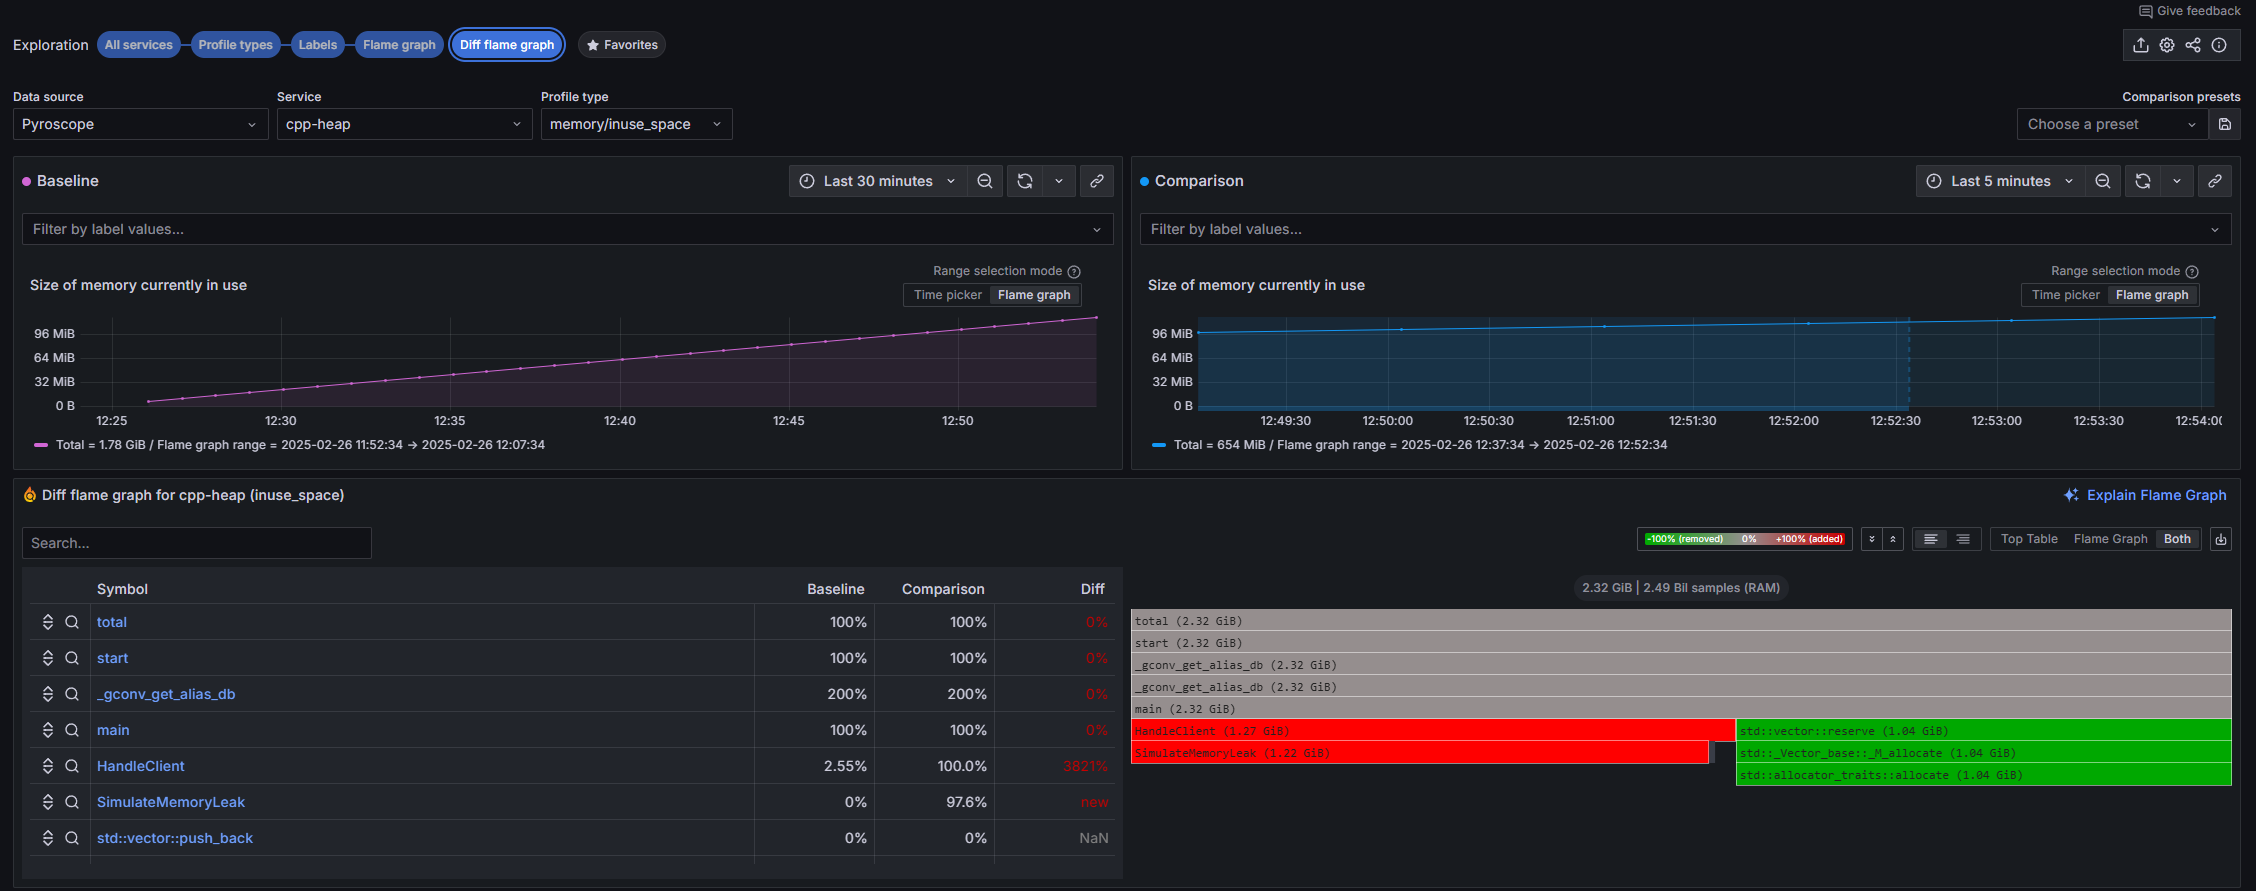 Give feedback
Exploration All services Profile types Labels Flame graph Diff flame graph Favorites
Data source Service Profile type Comparison presets
Pyroscope cpp-heap memory/inuse_space Choose a preset
Baseline Last 30 minutes
Filter by label values...
Range selection mode
Size of memory currently in use
Time picker Flame graph
96 MiB
64 MiB
32 MiB
0 B
12:25 12:30 12:35 12:40 12:45 12:50
Total = 1.78 GiB / Flame graph range = 2025-02-26 11:52:34 → 2025-02-26 12:07:34
Comparison Last 5 minutes
Filter by label values...
Range selection mode
Size of memory currently in use
Time picker Flame graph
96 MiB
64 MiB
32 MiB
0 B
12:49:30 12:50:00 12:50:30 12:51:00 12:51:30 12:52:00 12:52:30 12:53:00 12:53:30 12:54:00
Total = 654 MiB / Flame graph range = 2025-02-26 12:37:34 → 2025-02-26 12:52:34
Diff flame graph for cpp-heap (inuse_space) Explain Flame Graph
Search... -100% (removed) 0% +100% (added) Top Table Flame Graph Both
Symbol Baseline Comparison Diff
total 100% 100% 0%
start 100% 100% 0%
_gconv_get_alias_db 200% 200% 0%
main 100% 100% 0%
HandleClient 2.55% 100.0% 3821%
SimulateMemoryLeak 0% 97.6% new
std::vector::push_back 0% 0% NaN
2.32 GiB | 2.49 Bil samples (RAM)
total (2.32 GiB)
start (2.32 GiB)
_gconv_get_alias_db (2.32 GiB)
_gconv_get_alias_db (2.32 GiB)
main (2.32 GiB)
HandleClient (1.27 GiB) std::vector::reserve (1.04 GiB)
SimulateMemoryLeak (1.22 GiB) std::_Vector_base::_M_allocate (1.04 GiB)
std::allocator_traits::allocate (1.04 GiB)